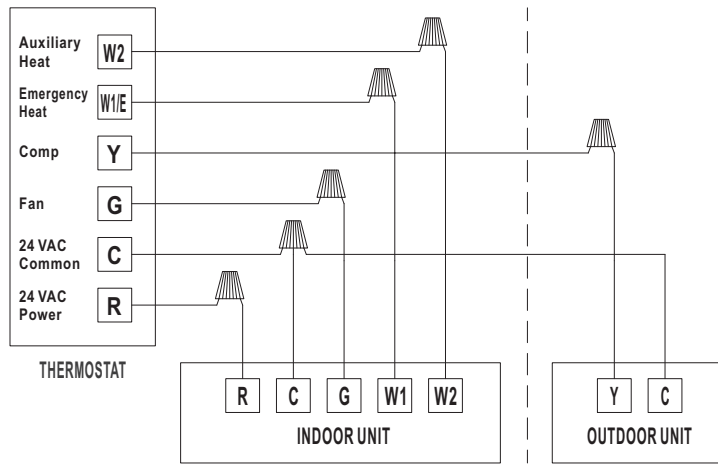 Auxiliary
Heat
W2
Emergency
Heat
W1/E
Comp
Y
Fan
G
24 VAC
Common
C
24 VAC
Power
R
THERMOSTAT
R C G W1 W2
INDOOR UNIT
Y C
OUTDOOR UNIT